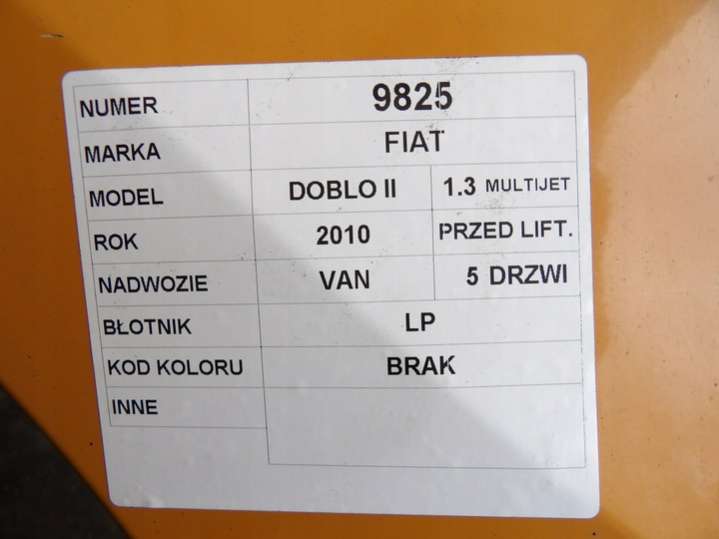 NUMER 9825
MARKA FIAT
MODEL DOBLO II 1.3 MULTIJET
ROK 2010 PRZED LIFT.
NADWOZIE VAN 5 DRZWI
BŁOTNIK LP
KOD KOLORU BRAK
INNE